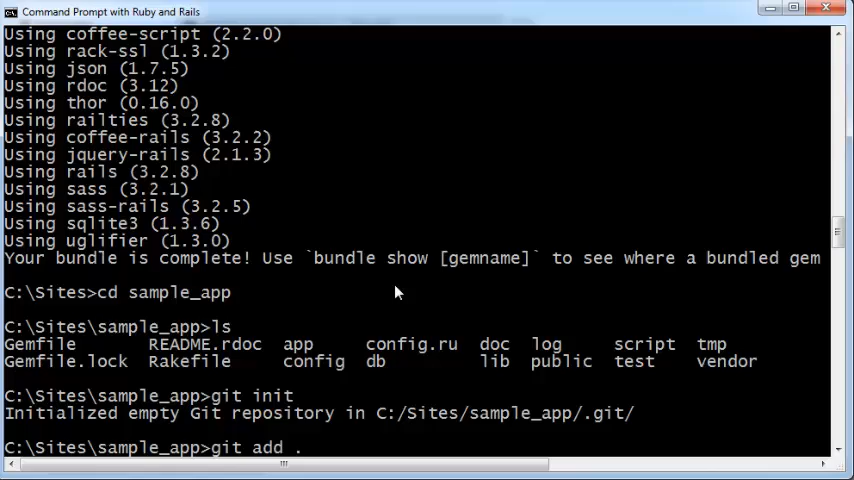 Command Prompt with Ruby and Rails
Using coffee-script (2.2.0)
Using rack-ssl (1.3.2)
Using json (1.7.5)
Using rdoc (3.12)
Using thor (0.16.0)
Using railties (3.2.8)
Using coffee-rails (3.2.2)
Using jquery-rails (2.1.3)
Using rails (3.2.8)
Using sass (3.2.1)
Using sass-rails (3.2.5)
Using sqlite3 (1.3.6)
Using uglifier (1.3.0)
Your bundle is complete! Use `bundle show [gemname]` to see where a bundled gem
C:\Sites>cd sample_app
C:\Sites\sample_app>ls
Gemfile README.rdoc app config.ru doc log script tmp
Gemfile.lock Rakefile config db lib public test vendor
C:\Sites\sample_app>git init
Initialized empty Git repository in C:/Sites/sample_app/.git/
C:\Sites\sample_app>git add .